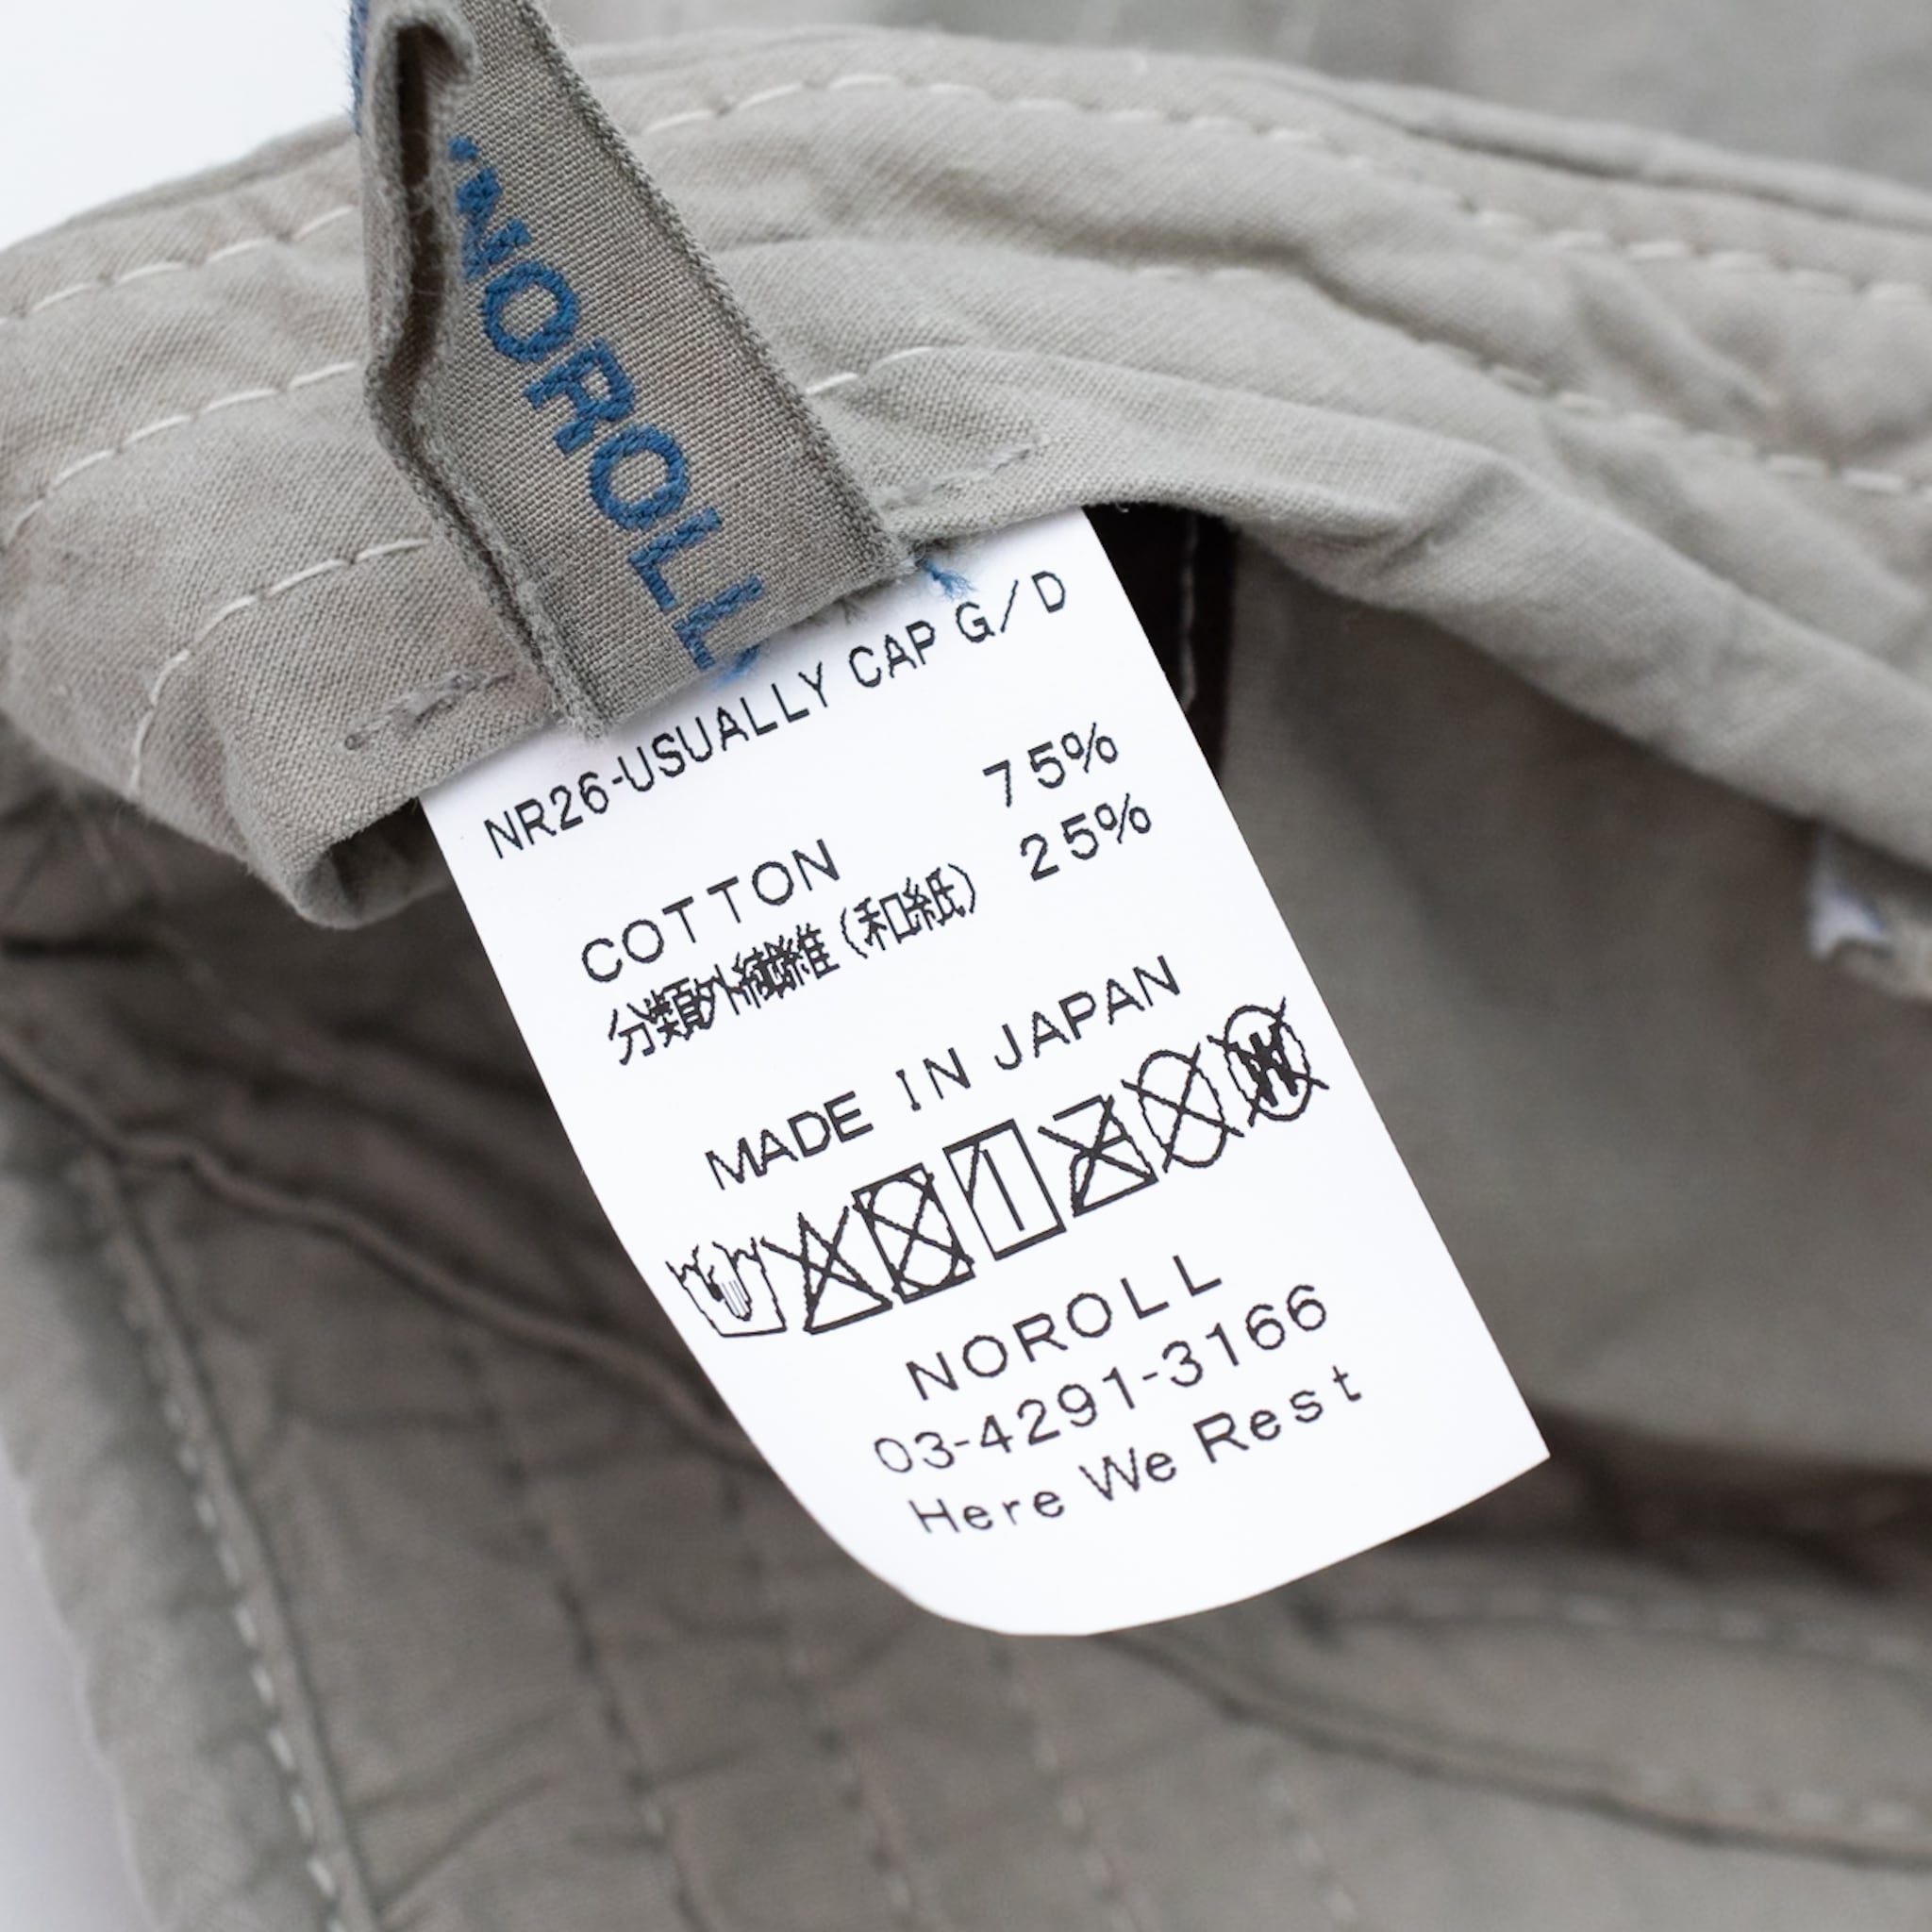 NOROLL
NR26-USUALLY CAP G/D
COTTON 75%
分類外繊維(和紙) 25%
MADE IN JAPAN
NOROLL
03-4291-3166
Here We Rest